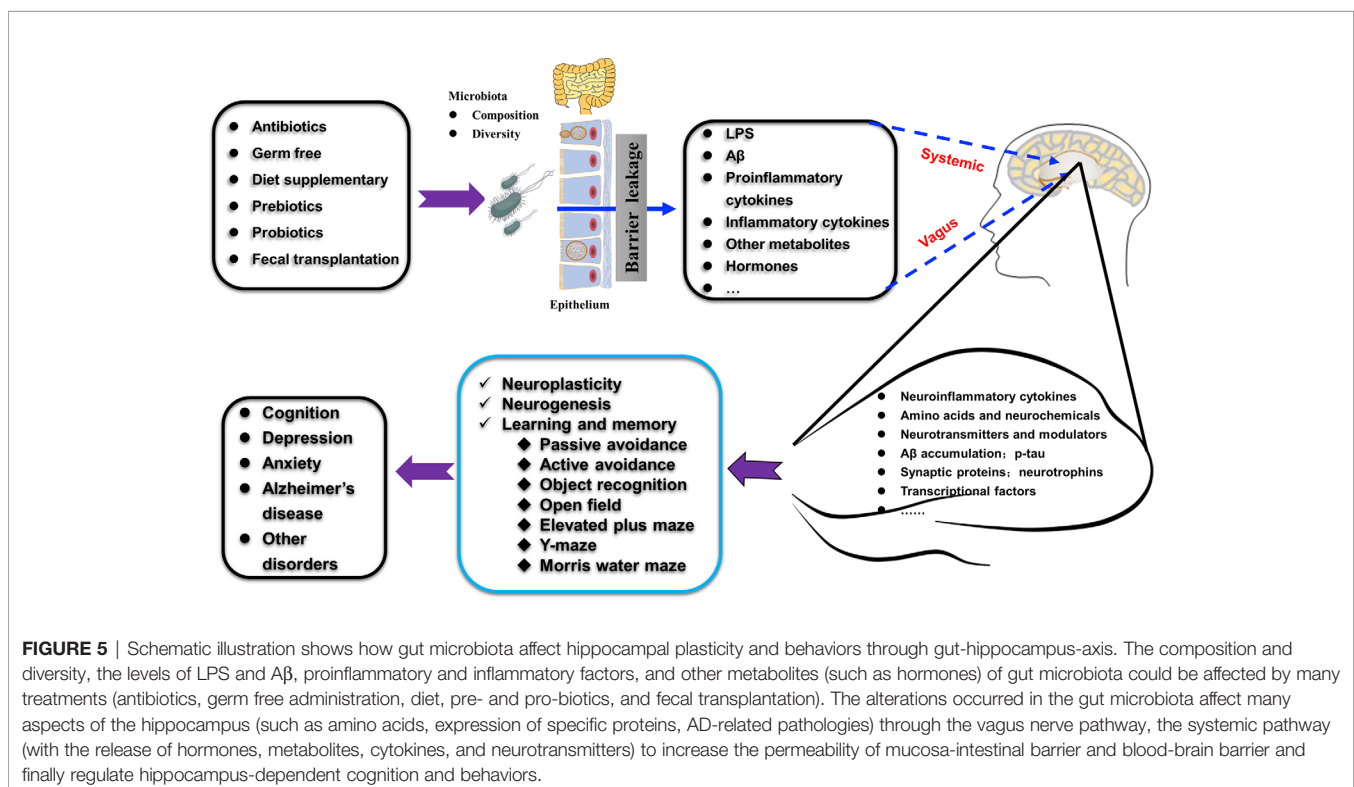 Antibiotics
Germ free
Diet supplementary
Prebiotics
Probiotics
Fecal transplantation
Microbiota
Composition
Diversity
Epithelium
Barrier leakage
LPS
Aβ
Proinflammatory
cytokines
Inflammatory cytokines
Other metabolites
Hormones
...
Systemic
Vagus
Neuroinflammatory cytokines
Amino acids and neurochemicals
Neurotransmitters and modulators
Aβ accumulation; p-tau
Synaptic proteins; neurotrophins
Transcriptional factors
......
✓ Neuroplasticity
✓ Neurogenesis
✓ Learning and memory
◆ Passive avoidance
◆ Active avoidance
◆ Object recognition
◆ Open field
◆ Elevated plus maze
◆ Y-maze
◆ Morris water maze
Cognition
Depression
Anxiety
Alzheimer's
disease
Other
disorders
FIGURE 5 | Schematic illustration shows how gut microbiota affect hippocampal plasticity and behaviors through gut-hippocampus-axis. The composition and
diversity, the levels of LPS and Aβ, proinflammatory and inflammatory factors, and other metabolites (such as hormones) of gut microbiota could be affected by many
treatments (antibiotics, germ free administration, diet, pre- and pro-biotics, and fecal transplantation). The alterations occurred in the gut microbiota affect many
aspects of the hippocampus (such as amino acids, expression of specific proteins, AD-related pathologies) through the vagus nerve pathway, the systemic pathway
(with the release of hormones, metabolites, cytokines, and neurotransmitters) to increase the permeability of mucosa-intestinal barrier and blood-brain barrier and
finally regulate hippocampus-dependent cognition and behaviors.